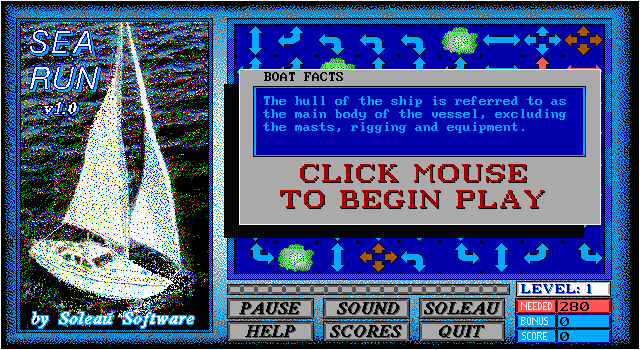 SEA
RUN
v1.0
by Soleau Software
BOAT FACTS
The hull of the ship is referred to as
the main body of the vessel, excluding
the masts, rigging and equipment.
CLICK MOUSE
TO BEGIN PLAY
PAUSE
SOUND
SOLEAU
HELP
SCORES
QUIT
LEVEL: 1
NEEDED 280
BONUS 0
SCORE 0